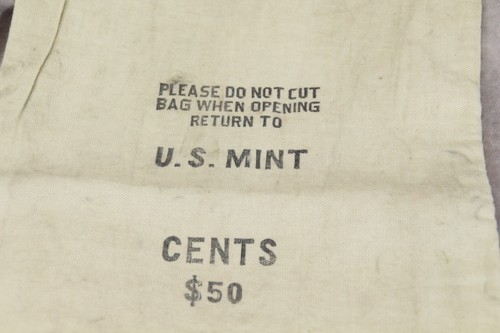 PLEASE DO NOT CUT
BAG WHEN OPENING
RETURN TO
U.S. MINT
CENTS
$50